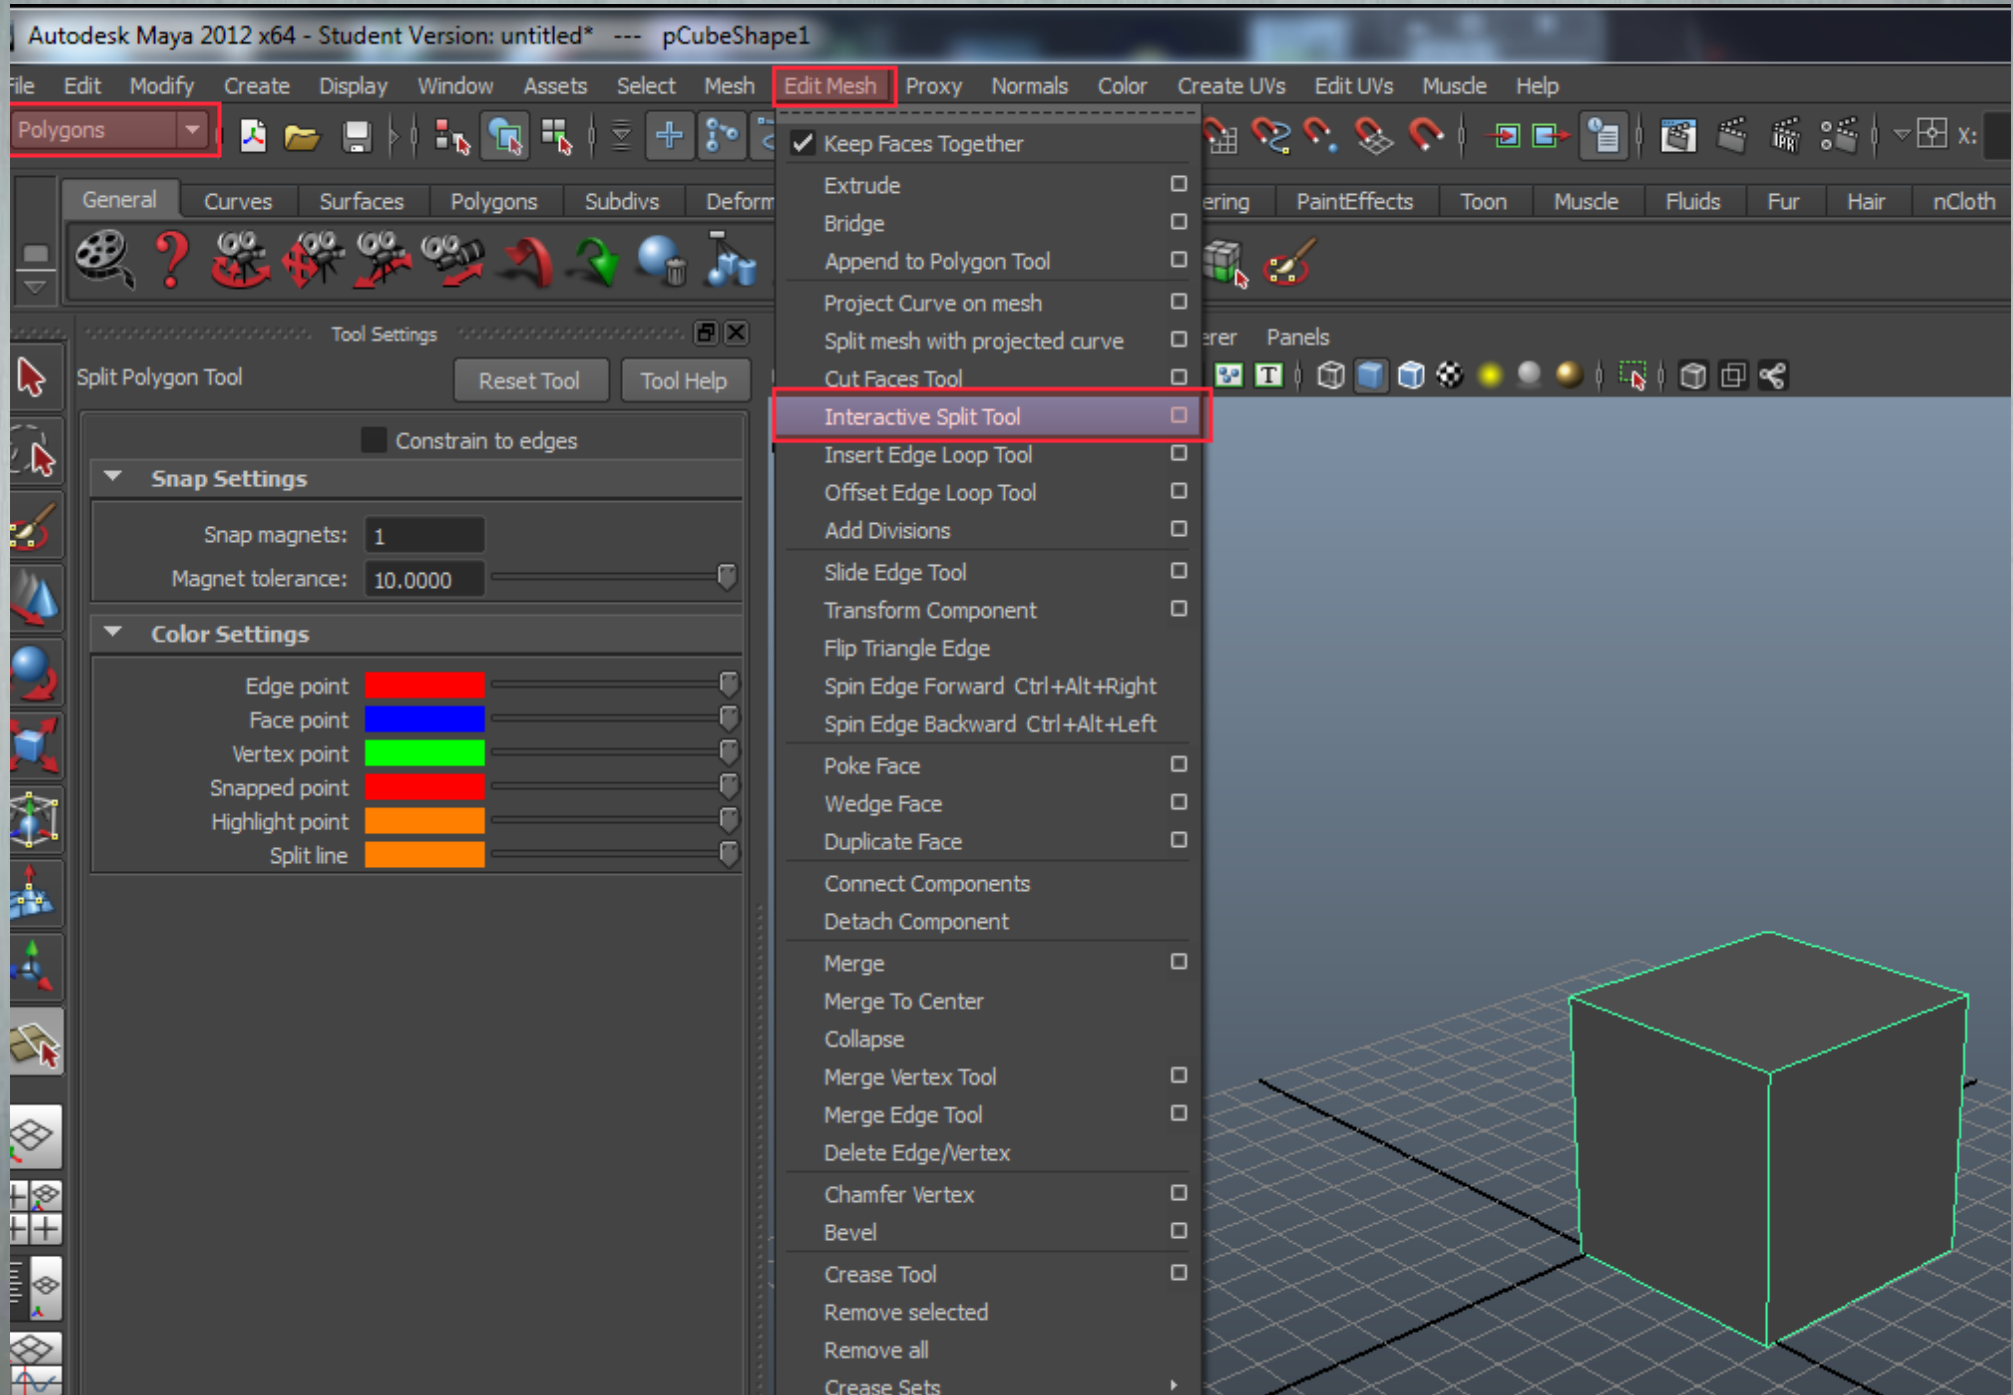 Autodesk Maya 2012 x64 - Student Version: untitled* --- pCubeShape1
File Edit Modify Create Display Window Assets Select Mesh Edit Mesh Proxy Normals Color Create UVs Edit UVs Muscle Help
Polygons
IPR
X:
General Curves Surfaces Polygons Subdivs Deform ering PaintEffects Toon Muscle Fluids Fur Hair nCloth
Tool Settings
erer Panels
Split Polygon Tool Reset Tool Tool Help
T
Constrain to edges
Snap Settings
Snap magnets: 1
Magnet tolerance: 10.0000
Color Settings
Edge point
Face point
Vertex point
Snapped point
Highlight point
Split line
Keep Faces Together
Extrude
Bridge
Append to Polygon Tool
Project Curve on mesh
Split mesh with projected curve
Cut Faces Tool
Interactive Split Tool
Insert Edge Loop Tool
Offset Edge Loop Tool
Add Divisions
Slide Edge Tool
Transform Component
Flip Triangle Edge
Spin Edge Forward Ctrl+Alt+Right
Spin Edge Backward Ctrl+Alt+Left
Poke Face
Wedge Face
Duplicate Face
Connect Components
Detach Component
Merge
Merge To Center
Collapse
Merge Vertex Tool
Merge Edge Tool
Delete Edge/Vertex
Chamfer Vertex
Bevel
Crease Tool
Remove selected
Remove all
Crease Sets